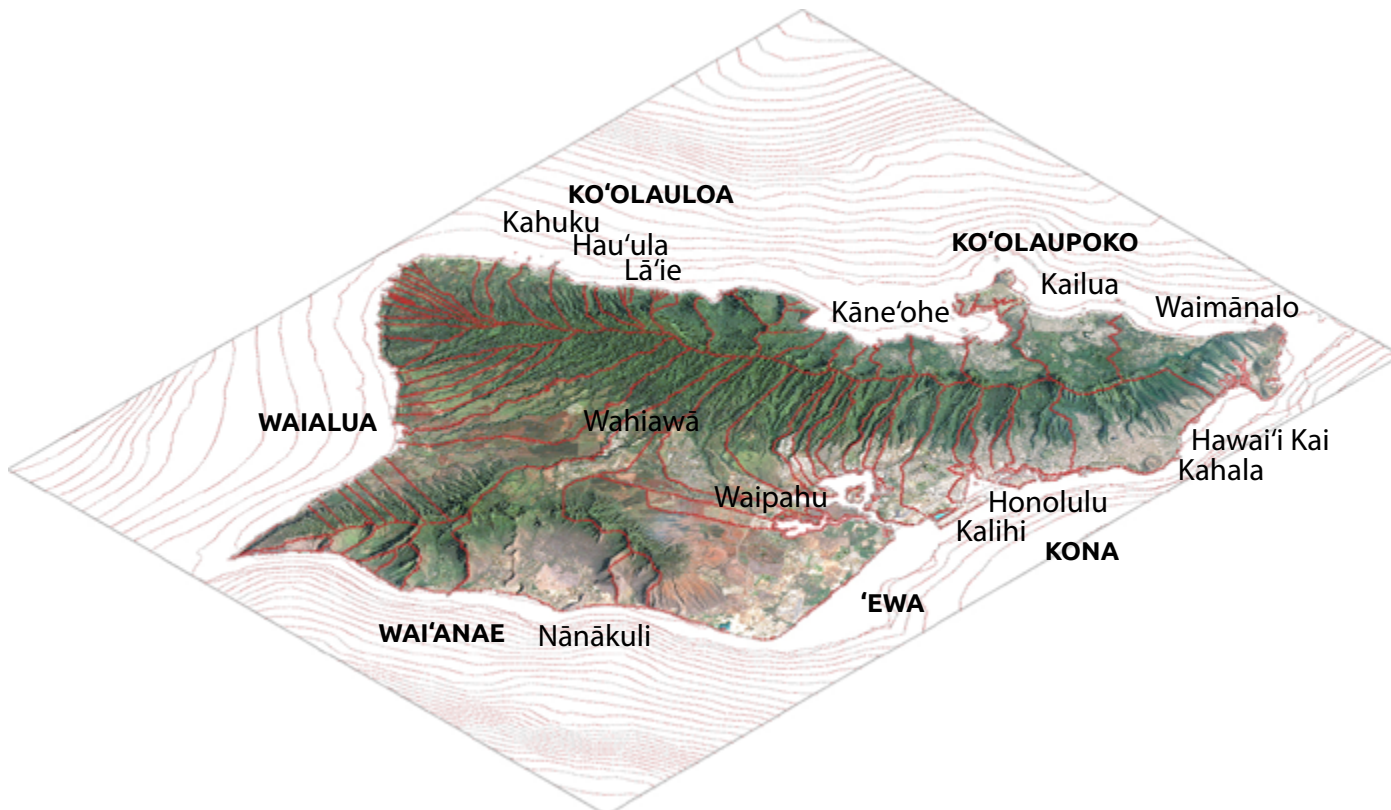 KOʻOLAULOA
Kahuku
Hauʻula
Lāʻie
KOʻOLAUPOKO
Kailua
Kāneʻohe
Waimānalo
WAIALUA
Wahiawā
Hawaiʻi Kai
Kahala
Waipahu
Honolulu
Kalihi
KONA
ʻEWA
WAIʻANAE
Nānākuli